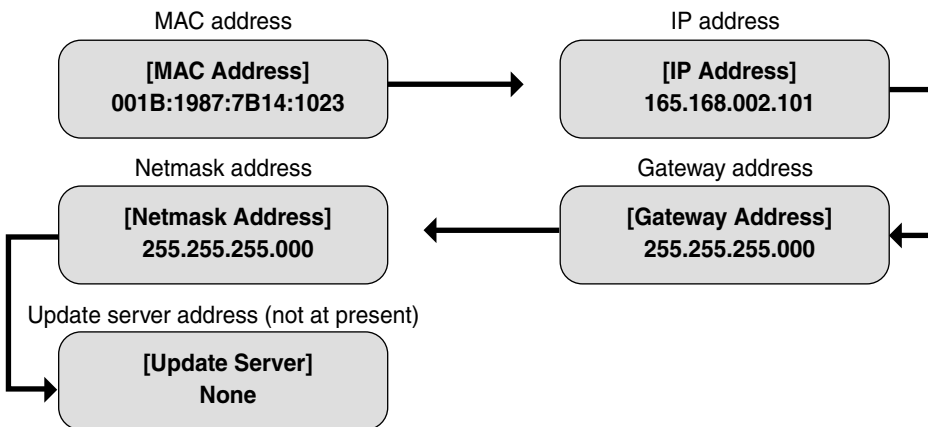 MAC address
[MAC Address]
001B:1987:7B14:1023
IP address
[IP Address]
165.168.002.101
Gateway address
[Gateway Address]
255.255.255.000
Netmask address
[Netmask Address]
255.255.255.000
Update server address (not at present)
[Update Server]
None